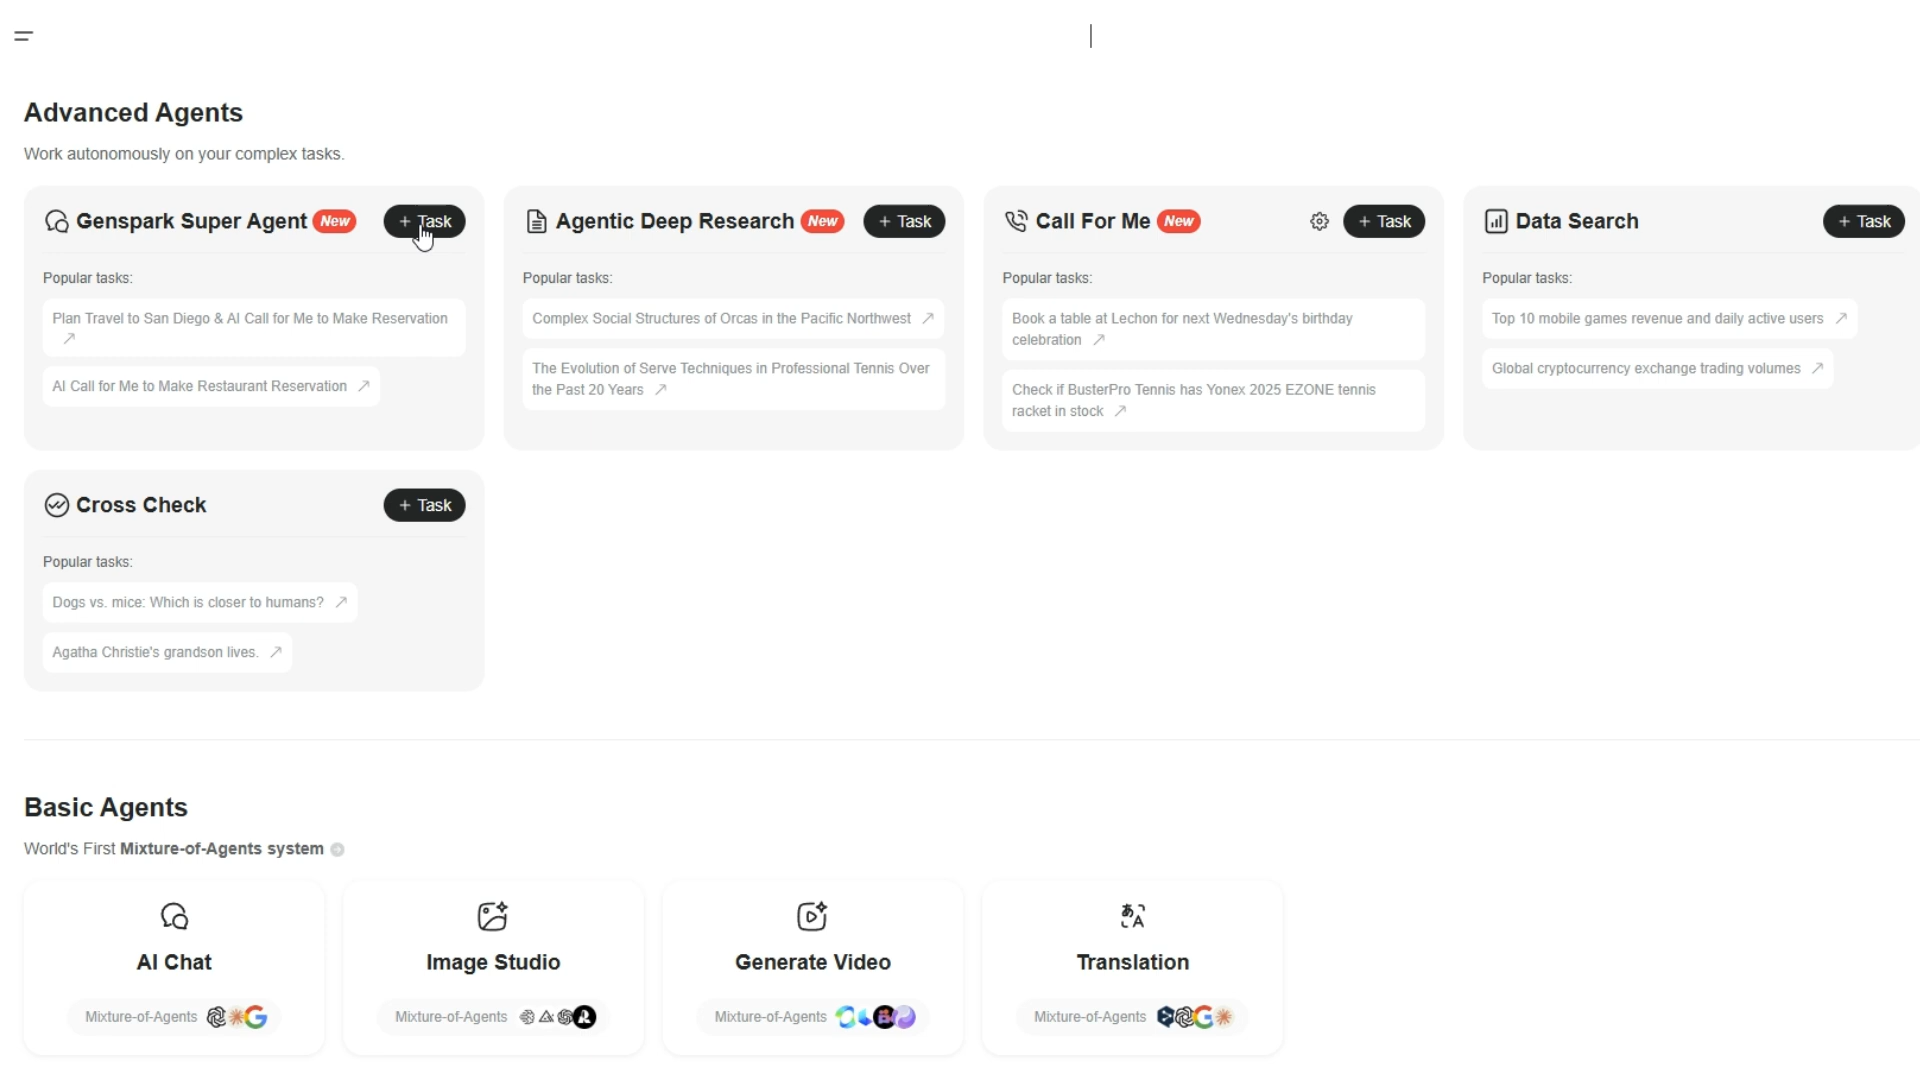 Advanced Agents
Work autonomously on your complex tasks.
Genspark Super Agent New + Task
Popular tasks:
Plan Travel to San Diego & AI Call for Me to Make Reservation
AI Call for Me to Make Restaurant Reservation
Agentic Deep Research New + Task
Popular tasks:
Complex Social Structures of Orcas in the Pacific Northwest
The Evolution of Serve Techniques in Professional Tennis Over
the Past 20 Years
Call For Me New + Task
Popular tasks:
Book a table at Lechon for next Wednesday's birthday
celebration
Check if BusterPro Tennis has Yonex 2025 EZONE tennis
racket in stock
Data Search + Task
Popular tasks:
Top 10 mobile games revenue and daily active users
Global cryptocurrency exchange trading volumes
Cross Check + Task
Popular tasks:
Dogs vs. mice: Which is closer to humans?
Agatha Christie's grandson lives.
Basic Agents
World's First Mixture-of-Agents system
AI Chat
Mixture-of-Agents
Image Studio
Mixture-of-Agents
Generate Video
Mixture-of-Agents
Translation
Mixture-of-Agents